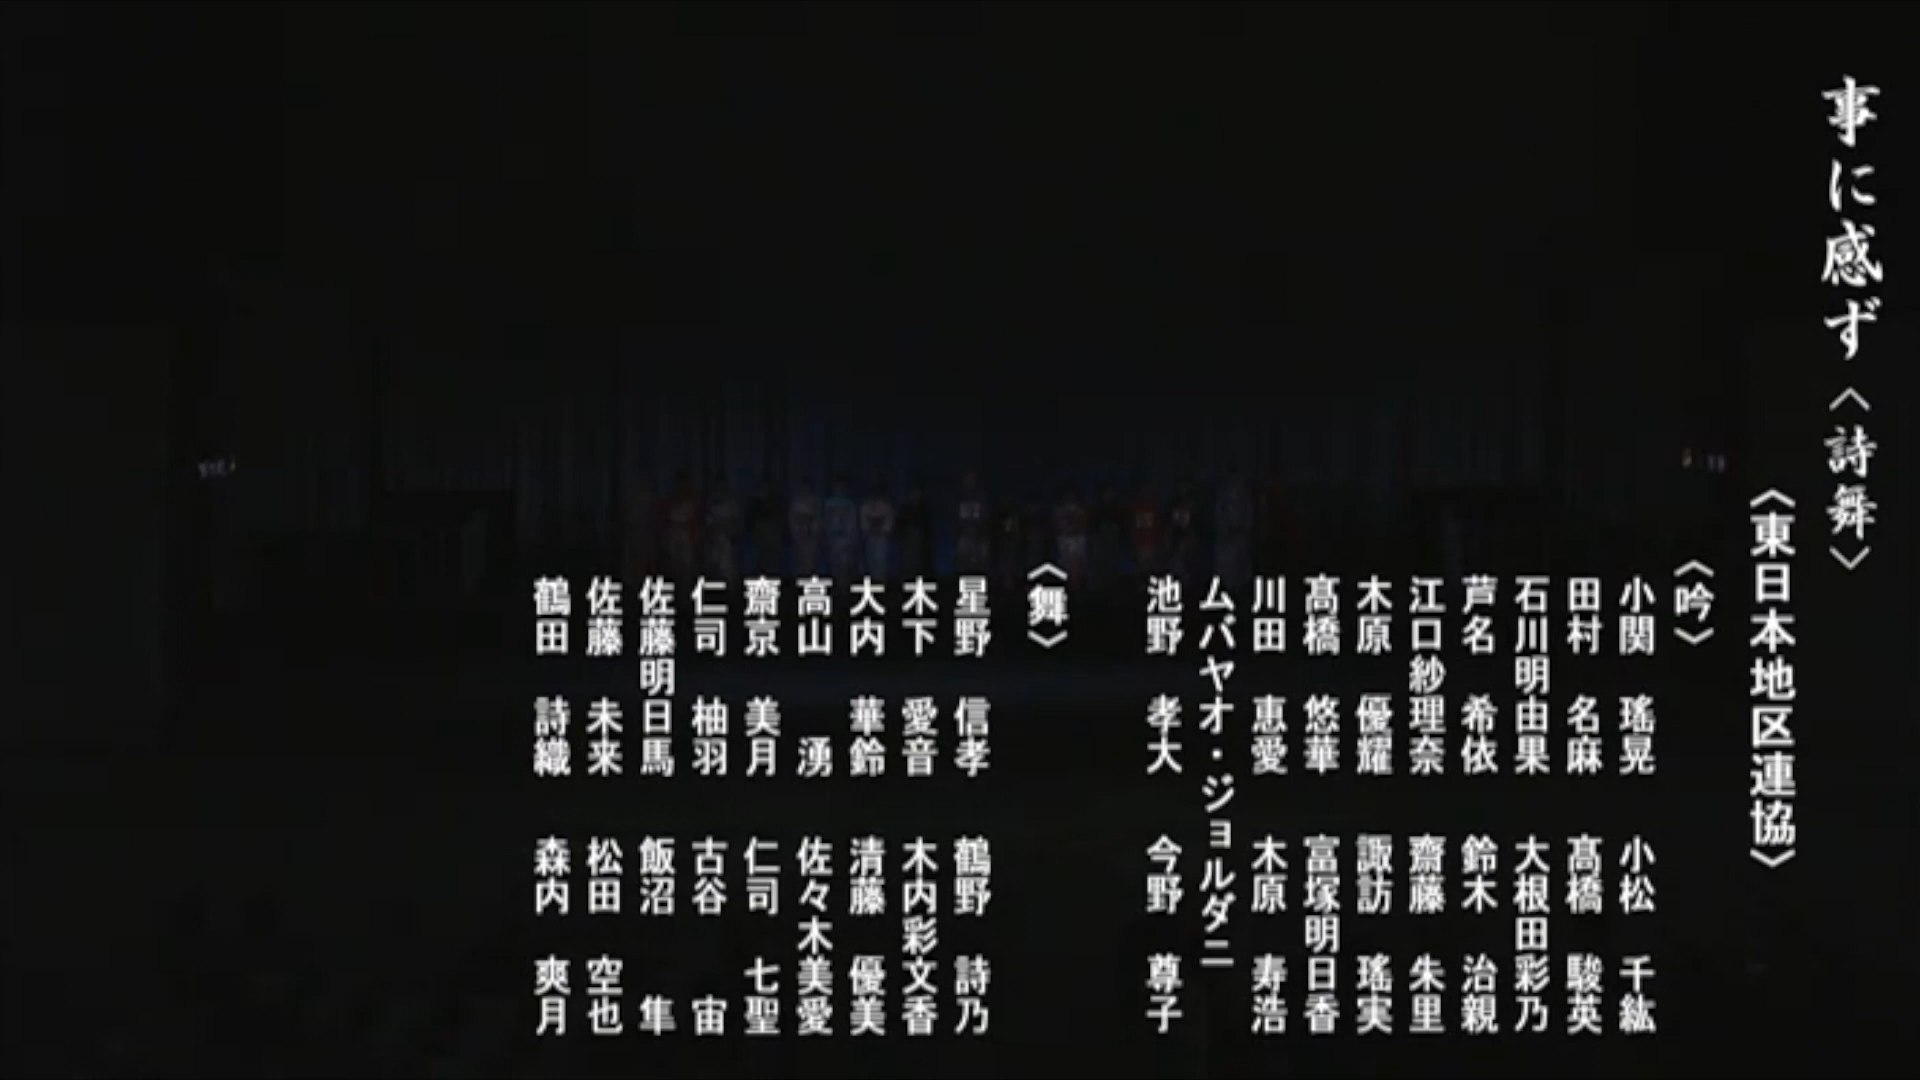 事に感ず〈詩舞〉
《東日本地区連協》
《吟》
小関 瑤晃 小松 千紘
田村 名麻 髙橋 駿英
石川明由果 大根田彩乃
芦名 希依 鈴木 治親
江口紗理奈 齋藤 朱里
木原 優耀 諏訪 瑤実
髙橋 悠華 富塚明日香
川田 恵愛 木原 寿浩
ムバヤオ・ジョルダニ
池野 孝大 今野 尊子
《舞》
星野 信孝 鶴野 詩乃
木下 愛音 木内彩文香
大内 華鈴 清藤 優美
高山 湧 佐々木美愛
齋京 美月 仁司 七聖
仁司 柚羽 古谷 宙
佐藤明日馬 飯沼 隼
佐藤 未来 松田 空也
鶴田 詩織 森内 爽月